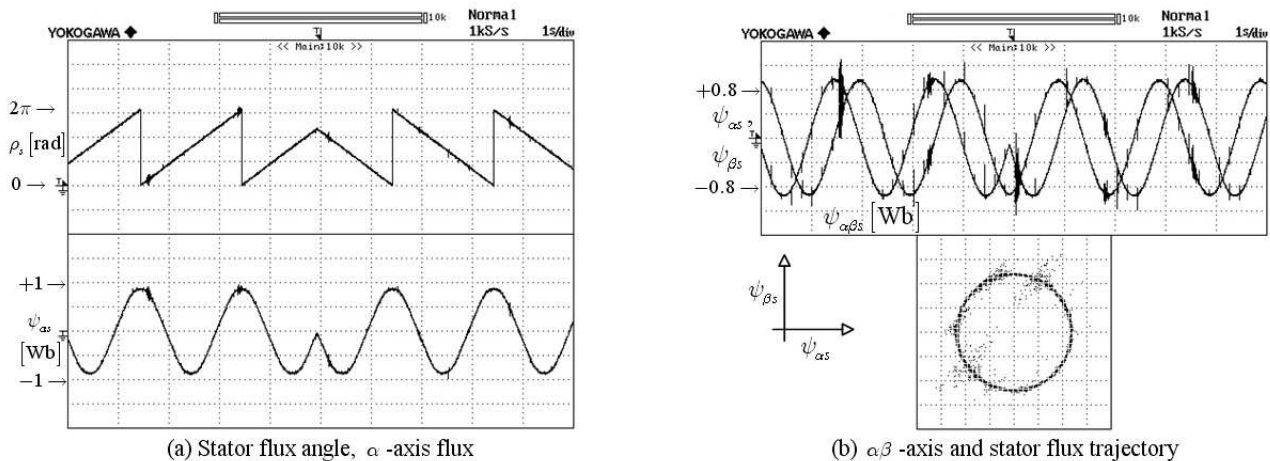 10k
Normal
YOKOGAWA ◆
1kS/s
1s/div
<< Main:10k >>
2π →
ρs [rad]
0 →
+1 →
ψαs
[Wb]
−1 →
(a) Stator flux angle, α -axis flux
10k
Normal
YOKOGAWA ◆
1kS/s
1s/div
<< Main:10k >>
+0.8 →
ψαs,
ψβs
−0.8 →
ψαβs [Wb]
ψβs
ψαs
(b) αβ -axis and stator flux trajectory